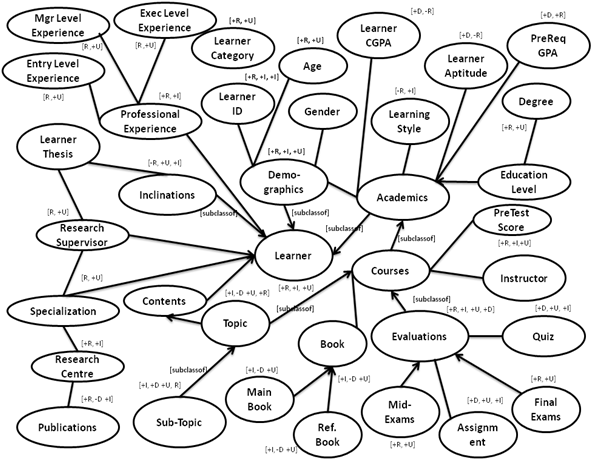 Mgr Level
Experience
[R ,+U]
Exec Level
Experience
[R ,+U]
[+R, +U]
Learner
Category
Learner
CGPA
[+D, -R]
[+D, +R]
PreReq
GPA
Entry Level
Experience
[R,+U]
[+R, +I]
Professional
Experience
[+R, +I, +I]
Learner
ID
[+R, +U]
Age
Gender
[+D, -R]
Learner
Aptitude
Degree
[+R, +U]
[-R, +I]
Learning
Style
Learner
Thesis
[-R, +U, +I]
Inclinations
[+R, +I, +U]
Demo-
graphics
[subclassof]
Academics
Education
Level
[R, +U]
Research
Supervisor
[subclassof]
[subclassof]
[subclassof]
PreTest
Score
[+R, +I,+U]
Learner
[+R, +I, +U]
Courses
Instructor
[R, +U]
Specialization
Contents
[+I,-D +U, +R]
[subclassof]
Topic
[subclassof]
[+R, +I, +U, +D]
Evaluations
[+D, +U, +I]
Quiz
Book
[+R, +I]
Research
Centre
[subclassof]
[+I, +D +U, R]
[+I,-D +U]
Main
Book
[+I,-D, +U]
[+R, +U]
Final
Exams
[+R, -D +I]
Publications
Sub-Topic
[+I, -D +U]
Ref.
Book
Mid-
Exams
[+R, +U]
[+D, +U, +I]
Assignm
ent